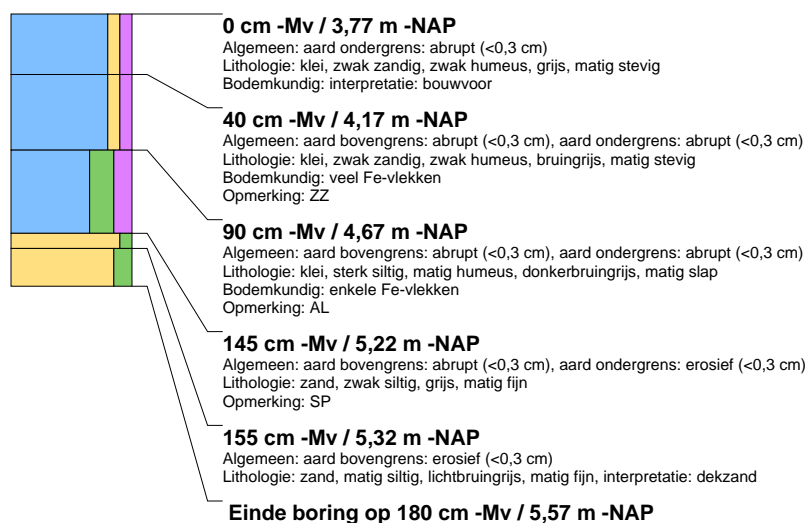 0 cm -Mv / 3,77 m -NAP
Algemeen: aard ondergrens: abrupt (<0,3 cm)
Lithologie: klei, zwak zandig, zwak humeus, grijs, matig stevig
Bodemkundig: interpretatie: bouwvoor
40 cm -Mv / 4,17 m -NAP
Algemeen: aard bovengrens: abrupt (<0,3 cm), aard ondergrens: abrupt (<0,3 cm)
Lithologie: klei, zwak zandig, zwak humeus, bruingrijs, matig stevig
Bodemkundig: veel Fe-vlekken
Opmerking: ZZ
90 cm -Mv / 4,67 m -NAP
Algemeen: aard bovengrens: abrupt (<0,3 cm), aard ondergrens: abrupt (<0,3 cm)
Lithologie: klei, sterk siltig, matig humeus, donkerbruingrijs, matig slap
Bodemkundig: enkele Fe-vlekken
Opmerking: AL
145 cm -Mv / 5,22 m -NAP
Algemeen: aard bovengrens: abrupt (<0,3 cm), aard ondergrens: erosief (<0,3 cm)
Lithologie: zand, zwak siltig, grijs, matig fijn
Opmerking: SP
155 cm -Mv / 5,32 m -NAP
Algemeen: aard bovengrens: erosief (<0,3 cm)
Lithologie: zand, matig siltig, lichtbruingrijs, matig fijn, interpretatie: dekzand
Einde boring op 180 cm -Mv / 5,57 m -NAP